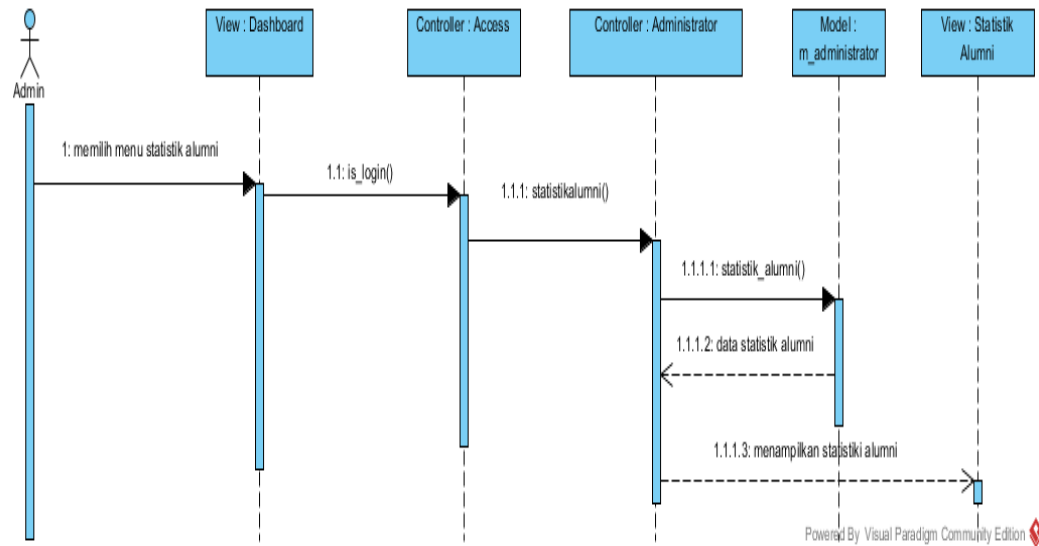 View : Dashboard
Controller : Access
Controller : Administrator
Model :
m_administrator
View : Statistik
Alumni
Admin
1: memilih menu statistik alumni
1.1: is_login()
1.1.1: statistikalumni()
1.1.1.1: statistik_alumni()
1.1.1.2: data statistik alumni
1.1.1.3: menampilkan statistiki alumni
Powered By Visual Paradigm Community Edition